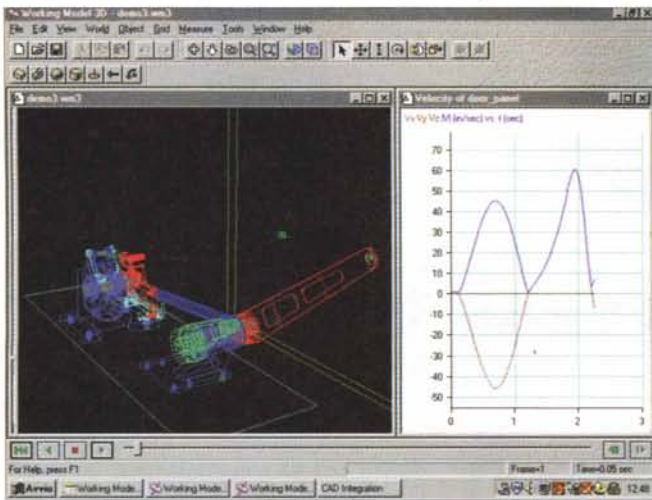 Working Model 3D - demo3.wm3
File Edit View World Object Grid Measure Tools Window Help
demo3.wm3
Velocity of door_panel
Vx Vy Vz |V| (in/sec) vs. t (sec)
70
60
50
40
30
20
10
0
-10
-20
-30
-40
-50
0 1 2 3
For Help, press F1
Frame=1 Time=0.05 sec
Avvio Working Mode... Working Mode... Working Mode... CAD Integration 12.48